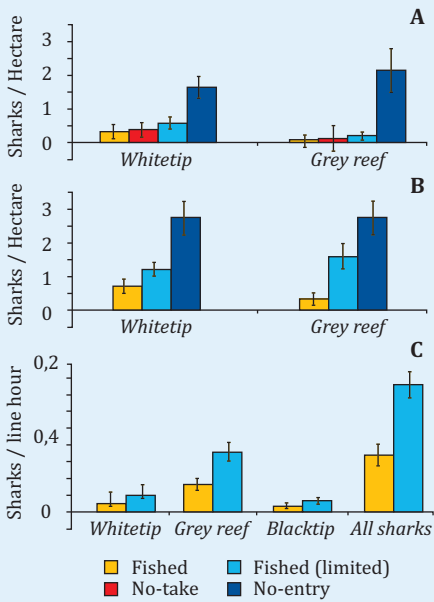 A
Sharks / Hectare
3
2
1
0
Whitetip
Grey reef
B
Sharks / Hectare
3
2
1
0
Whitetip
Grey reef
C
Sharks / line hour
0,2
0,4
0
Whitetip
Grey reef
Blacktip
All sharks
Fished
Fished (limited)
No-take
No-entry